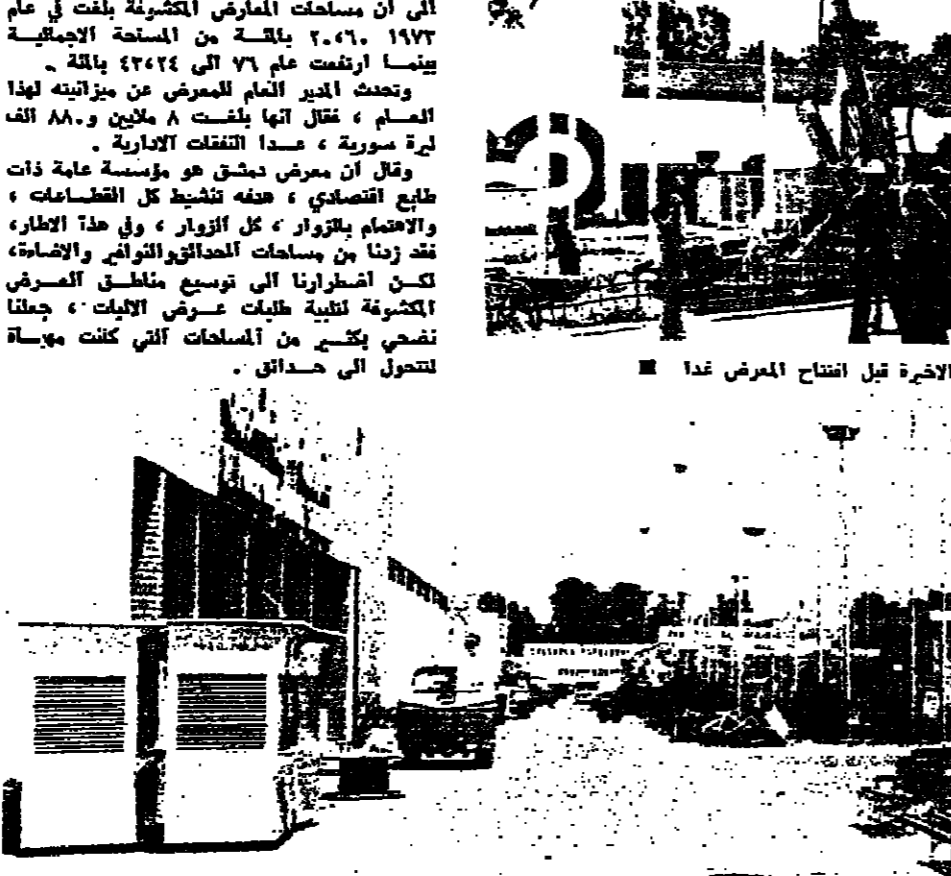 الى ان مساحات المعارض المكشوفة بلغت في عام
١٩٧٣ ٢٠،٦٠ بالمئة من المساحة الاجمالية
بينما ارتفعت عام ٧٦ الى ٤٣،٢٤ بالمئة .
وتحدث المدير العام للمعرض عن ميزانيته لهذا
العام ، فقال انها بلغت ٨ ملايين و٨٨٠ الف
ليرة سورية ، عدا النفقات الادارية .
وقال ان معرض دمشق هو مؤسسة عامة ذات
طابع اقتصادي ، هدفه تنشيط كل القطاعات ،
والاهتمام بالزوار ، كل الزوار ، وفي هذا الاطار،
فقد زدنا من مساحات الحدائق والنوافير والاضاءة،
لكن اضطرارنا الى توسيع مناطق العرض
المكشوفة لتلبية طلبات عرض الاليات ، جعلنا
نضحي بكثير من المساحات التي كانت مهيأة
لتتحول الى حدائق .
الاخيرة قبل افتتاح المعرض غدا